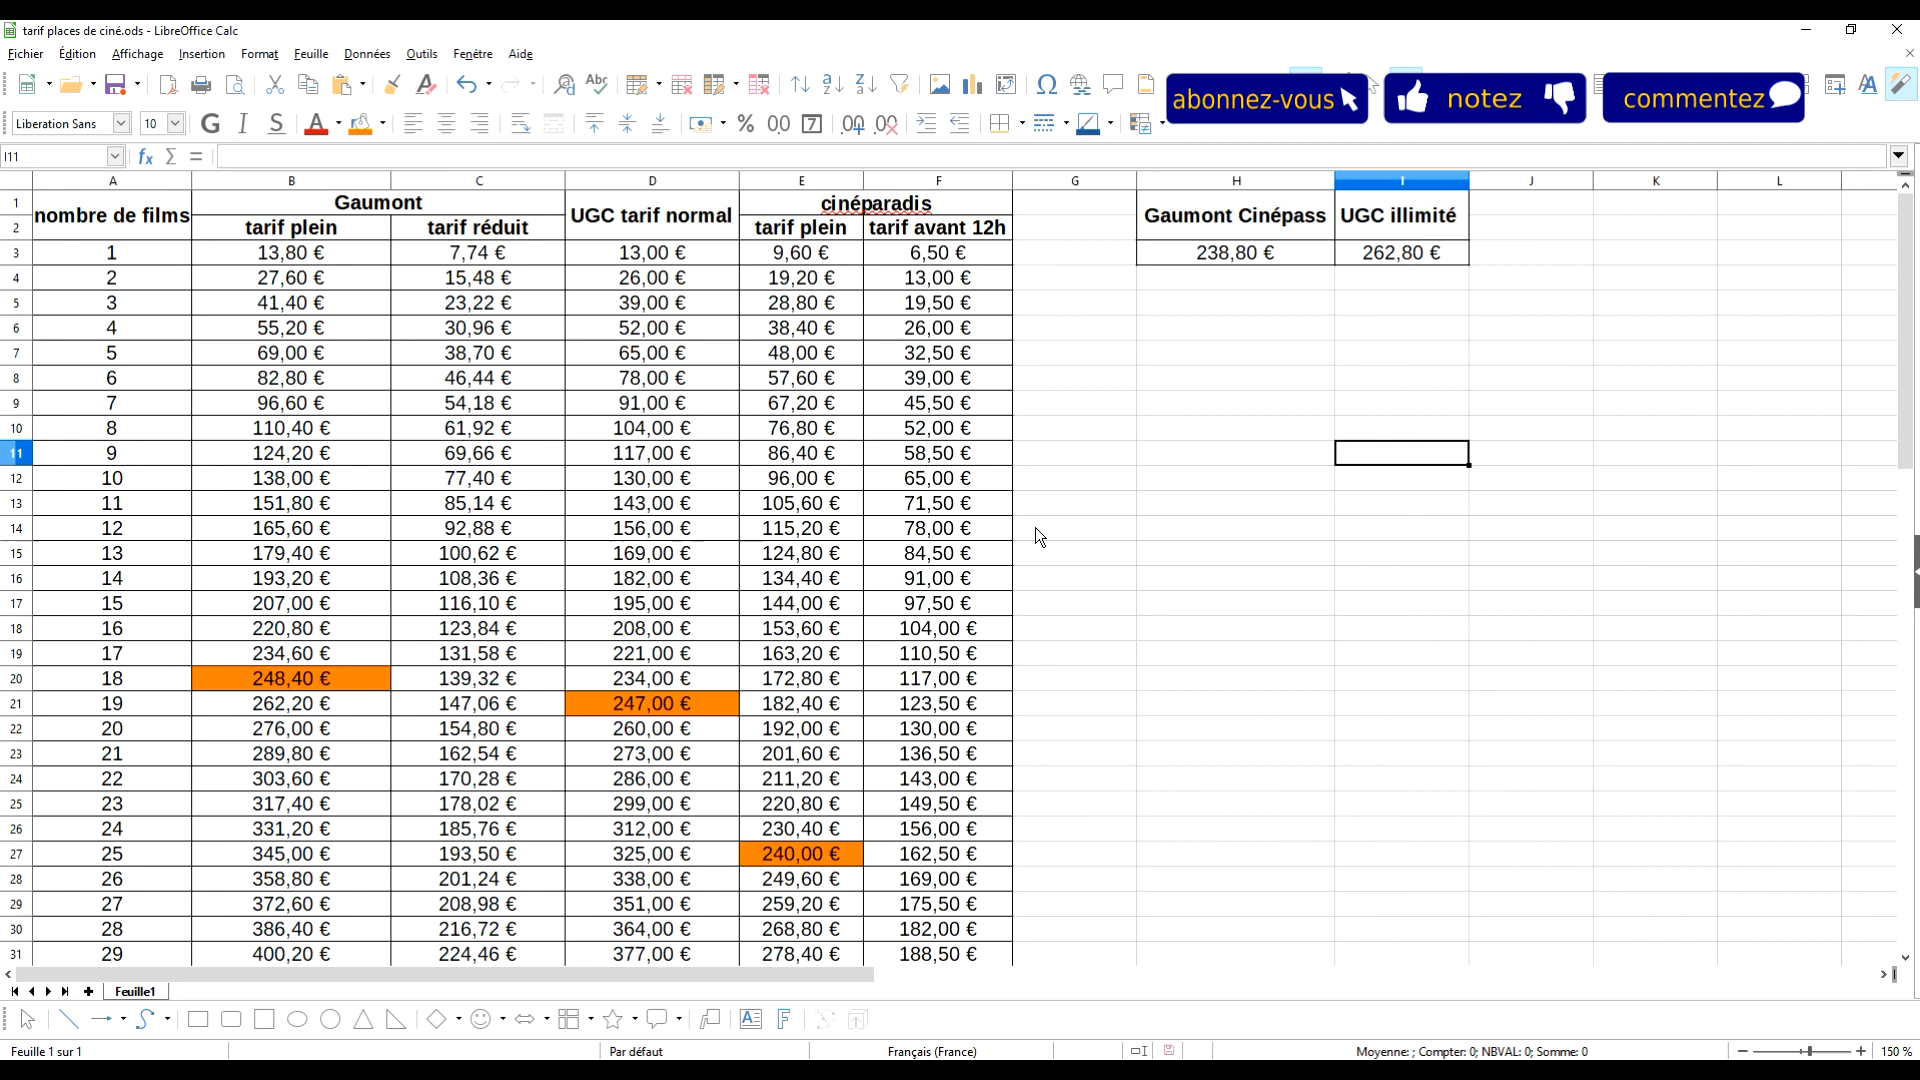 tarif places de ciné.ods - LibreOffice Calc
Fichier Édition Affichage Insertion Format Feuille Données Outils Fenêtre Aide
abonnez-vous notez commentez
Liberation Sans 10
I11
A B C D E F G H I J K L
1 nombre de films Gaumont UGC tarif normal cinéparadis Gaumont Cinépass UGC illimité
2 tarif plein tarif réduit tarif plein tarif avant 12h
3 1 13,80 € 7,74 € 13,00 € 9,60 € 6,50 € 238,80 € 262,80 €
4 2 27,60 € 15,48 € 26,00 € 19,20 € 13,00 €
5 3 41,40 € 23,22 € 39,00 € 28,80 € 19,50 €
6 4 55,20 € 30,96 € 52,00 € 38,40 € 26,00 €
7 5 69,00 € 38,70 € 65,00 € 48,00 € 32,50 €
8 6 82,80 € 46,44 € 78,00 € 57,60 € 39,00 €
9 7 96,60 € 54,18 € 91,00 € 67,20 € 45,50 €
10 8 110,40 € 61,92 € 104,00 € 76,80 € 52,00 €
11 9 124,20 € 69,66 € 117,00 € 86,40 € 58,50 €
12 10 138,00 € 77,40 € 130,00 € 96,00 € 65,00 €
13 11 151,80 € 85,14 € 143,00 € 105,60 € 71,50 €
14 12 165,60 € 92,88 € 156,00 € 115,20 € 78,00 €
15 13 179,40 € 100,62 € 169,00 € 124,80 € 84,50 €
16 14 193,20 € 108,36 € 182,00 € 134,40 € 91,00 €
17 15 207,00 € 116,10 € 195,00 € 144,00 € 97,50 €
18 16 220,80 € 123,84 € 208,00 € 153,60 € 104,00 €
19 17 234,60 € 131,58 € 221,00 € 163,20 € 110,50 €
20 18 248,40 € 139,32 € 234,00 € 172,80 € 117,00 €
21 19 262,20 € 147,06 € 247,00 € 182,40 € 123,50 €
22 20 276,00 € 154,80 € 260,00 € 192,00 € 130,00 €
23 21 289,80 € 162,54 € 273,00 € 201,60 € 136,50 €
24 22 303,60 € 170,28 € 286,00 € 211,20 € 143,00 €
25 23 317,40 € 178,02 € 299,00 € 220,80 € 149,50 €
26 24 331,20 € 185,76 € 312,00 € 230,40 € 156,00 €
27 25 345,00 € 193,50 € 325,00 € 240,00 € 162,50 €
28 26 358,80 € 201,24 € 338,00 € 249,60 € 169,00 €
29 27 372,60 € 208,98 € 351,00 € 259,20 € 175,50 €
30 28 386,40 € 216,72 € 364,00 € 268,80 € 182,00 €
31 29 400,20 € 224,46 € 377,00 € 278,40 € 188,50 €
Feuille1
Feuille 1 sur 1 Par défaut Français (France) Moyenne: ; Compter: 0; NBVAL: 0; Somme: 0 150 %